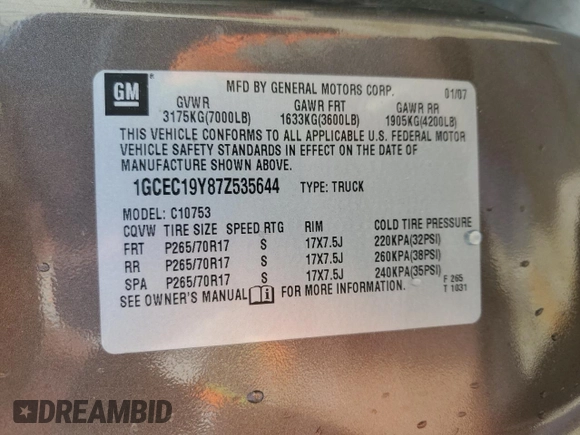 GM
MFD BY GENERAL MOTORS CORP. 01/07
GVWR GAWR FRT GAWR RR
3175KG(7000LB) 1633KG(3600LB) 1905KG(4200LB)
THIS VEHICLE CONFORMS TO ALL APPLICABLE U.S. FEDERAL MOTOR
VEHICLE SAFETY STANDARDS IN EFFECT ON THE DATE OF
MANUFACTURE SHOWN ABOVE.
1GCEC19Y87Z535644 TYPE: TRUCK
MODEL: C10753
CQVW TIRE SIZE SPEED RTG RIM COLD TIRE PRESSURE
FRT P265/70R17 S 17X7.5J 220KPA(32PSI)
RR P265/70R17 S 17X7.5J 260KPA(38PSI)
SPA P265/70R17 S 17X7.5J 240KPA(35PSI)
F 265
T 1031
SEE OWNER'S MANUAL FOR MORE INFORMATION.
DREAMBID